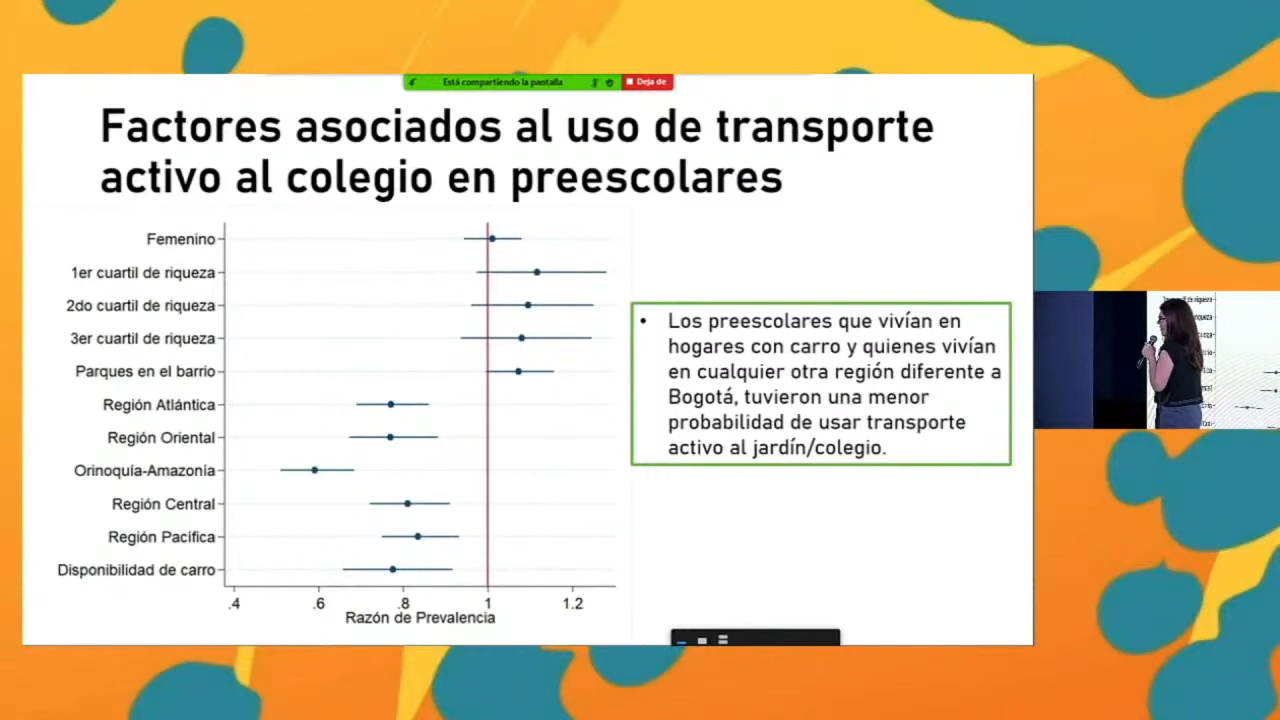 Está compartiendo la pantalla
Deja de
Factores asociados al uso de transporte
activo al colegio en preescolares
Femenino
1er cuartil de riqueza
2do cuartil de riqueza
3er cuartil de riqueza
Parques en el barrio
Región Atlántica
Región Oriental
Orinoquía-Amazonía
Región Central
Región Pacífica
Disponibilidad de carro
.4 .6 .8 1 1.2
Razón de Prevalencia
• Los preescolares que vivían en
hogares con carro y quienes vivían
en cualquier otra región diferente a
Bogotá, tuvieron una menor
probabilidad de usar transporte
activo al jardín/colegio.